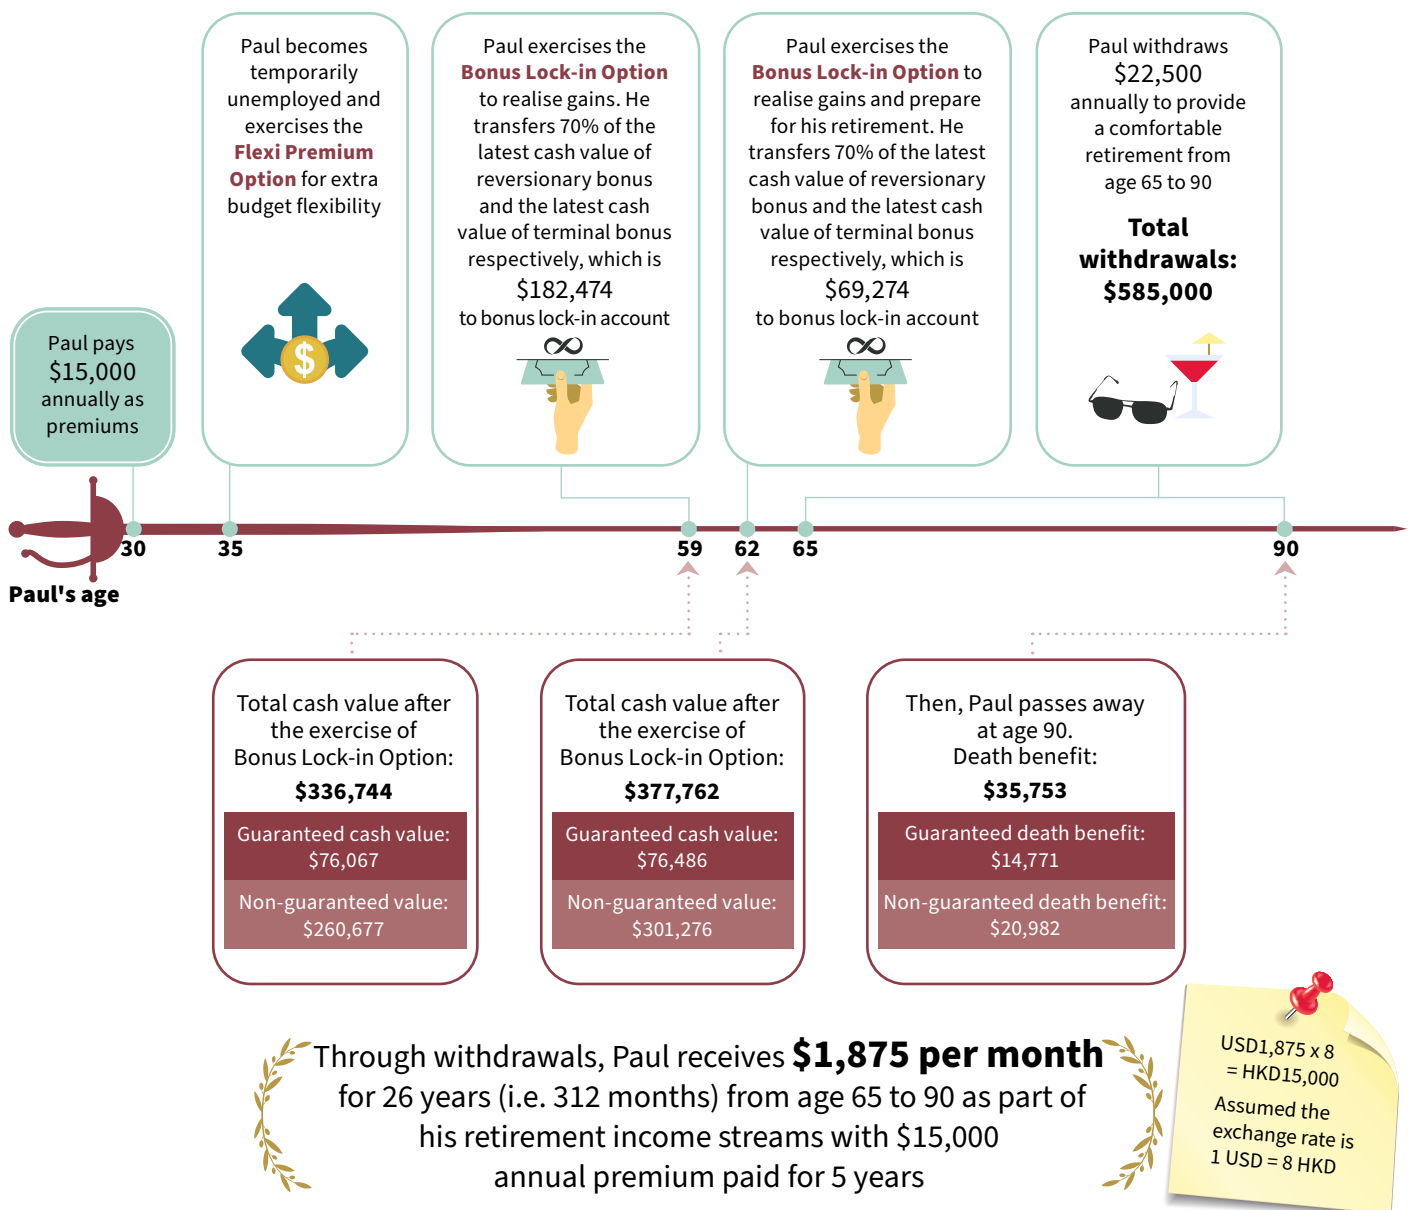 Paul pays
$15,000
annually as
premiums
Paul becomes
temporarily
unemployed and
exercises the
Flexi Premium
Option for extra
budget flexibility
$
Paul exercises the
Bonus Lock-in Option
to realise gains. He
transfers 70% of the
latest cash value of
reversionary bonus
and the latest cash
value of terminal bonus
respectively, which is
$182,474
to bonus lock-in account
Paul exercises the
Bonus Lock-in Option to
realise gains and prepare
for his retirement. He
transfers 70% of the latest
cash value of reversionary
bonus and the latest cash
value of terminal bonus
respectively, which is
$69,274
to bonus lock-in account
Paul withdraws
$22,500
annually to provide
a comfortable
retirement from
age 65 to 90
Total
withdrawals:
$585,000
30 35 59 62 65 90
Paul's age
Total cash value after
the exercise of
Bonus Lock-in Option:
$336,744
Guaranteed cash value:
$76,067
Non-guaranteed value:
$260,677
Total cash value after
the exercise of
Bonus Lock-in Option:
$377,762
Guaranteed cash value:
$76,486
Non-guaranteed value:
$301,276
Then, Paul passes away
at age 90.
Death benefit:
$35,753
Guaranteed death benefit:
$14,771
Non-guaranteed death benefit:
$20,982
Through withdrawals, Paul receives $1,875 per month
for 26 years (i.e. 312 months) from age 65 to 90 as part of
his retirement income streams with $15,000
annual premium paid for 5 years
USD1,875 x 8
= HKD15,000
Assumed the
exchange rate is
1 USD = 8 HKD